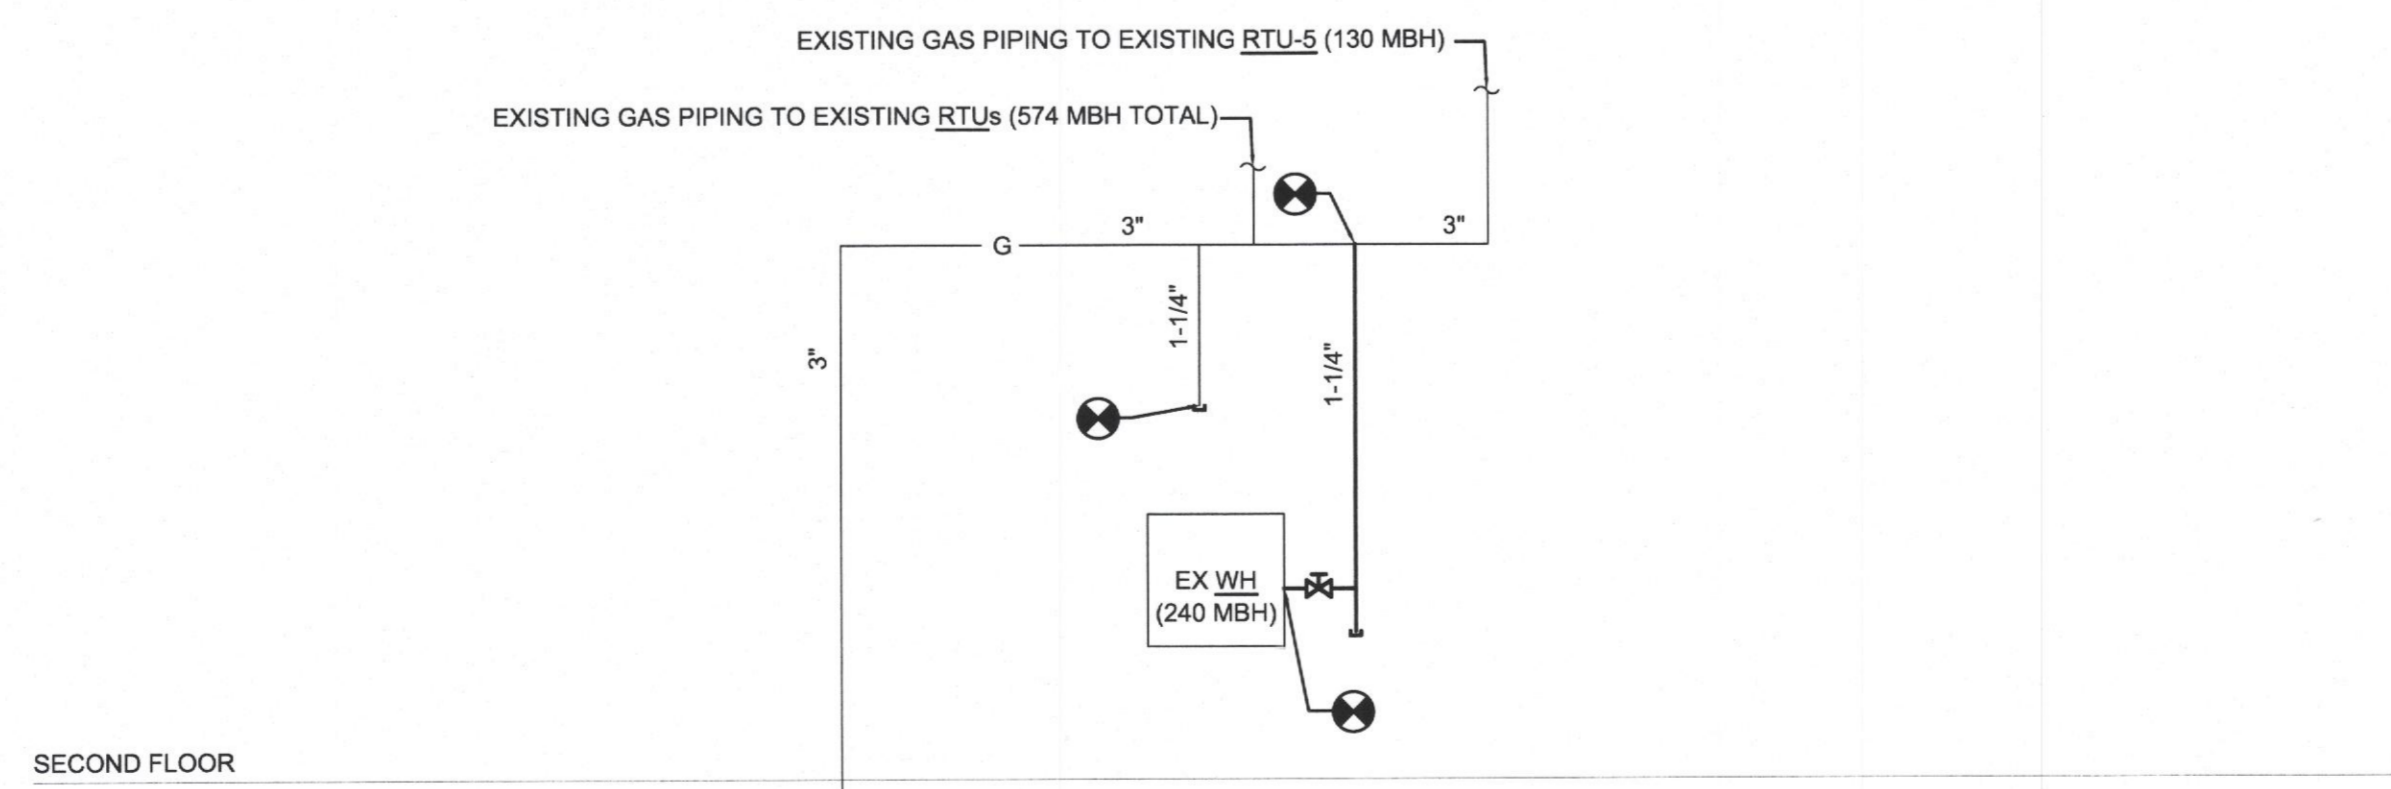 EXISTING GAS PIPING TO EXISTING RTU-5 (130 MBH)
EXISTING GAS PIPING TO EXISTING RTUs (574 MBH TOTAL)
3"
3"
G
1-1/4"
3"
1-1/4"
EX WH
(240 MBH)
SECOND FLOOR